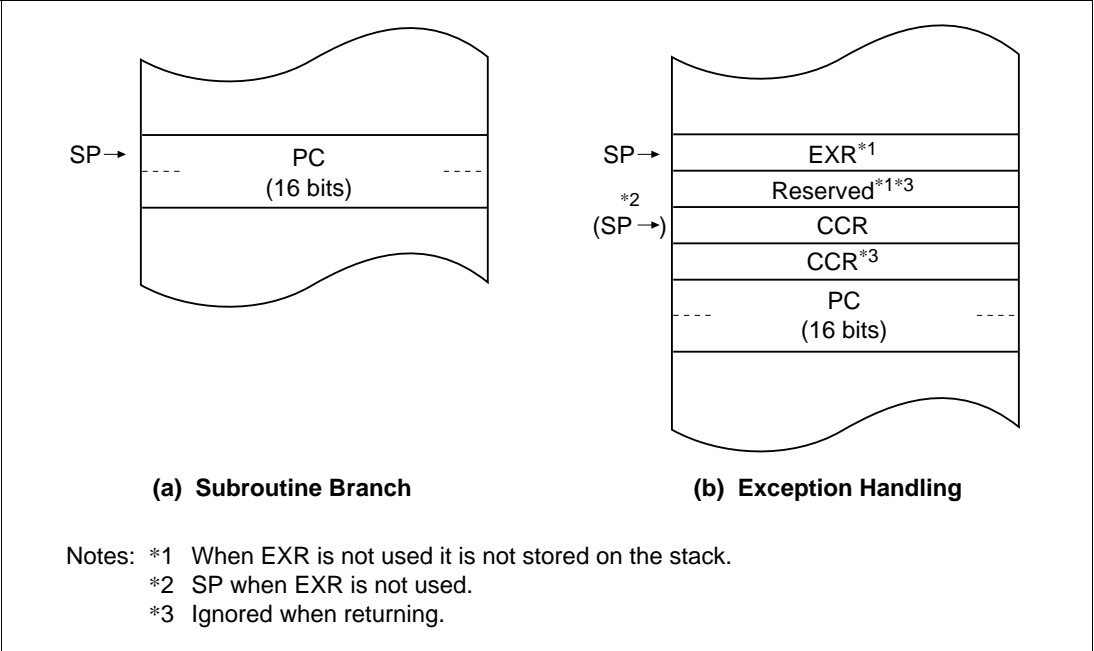 SP→
PC
(16 bits)
(a) Subroutine Branch
SP→
EXR*1
Reserved*1*3
*2
(SP→)
CCR
CCR*3
PC
(16 bits)
(b) Exception Handling
Notes: *1 When EXR is not used it is not stored on the stack.
*2 SP when EXR is not used.
*3 Ignored when returning.